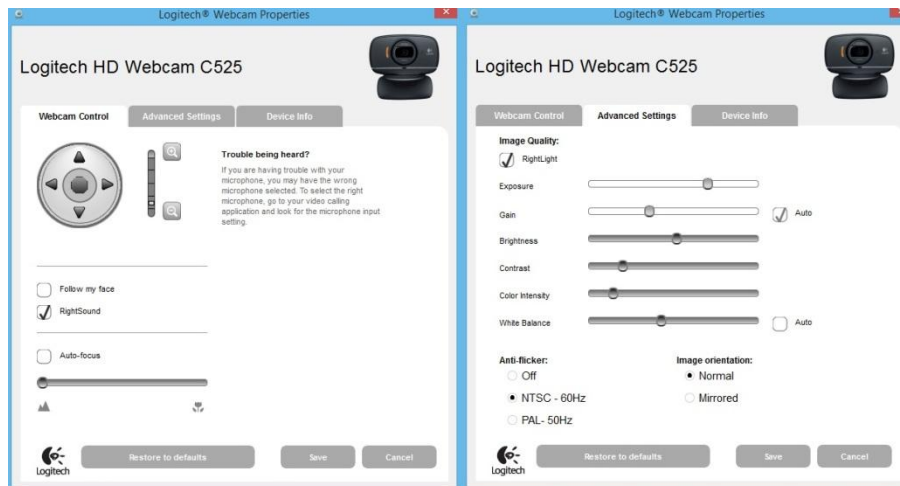 Logitech® Webcam Properties
Logitech HD Webcam C525
Webcam Control
Advanced Settings
Device Info
Trouble being heard?
If you are having trouble with your
microphone, you may have the wrong
microphone selected. To select the right
microphone, go to your video calling
application and look for the microphone input
setting.
Follow my face
RightSound
Auto-focus
Logitech
Restore to defaults
Save
Cancel
Logitech® Webcam Properties
Logitech HD Webcam C525
Webcam Control
Advanced Settings
Device Info
Image Quality:
RightLight
Exposure
Gain
Auto
Brightness
Contrast
Color Intensity
White Balance
Auto
Anti-flicker:
Off
NTSC - 60Hz
PAL- 50Hz
Image orientation:
Normal
Mirrored
Logitech
Restore to defaults
Save
Cancel